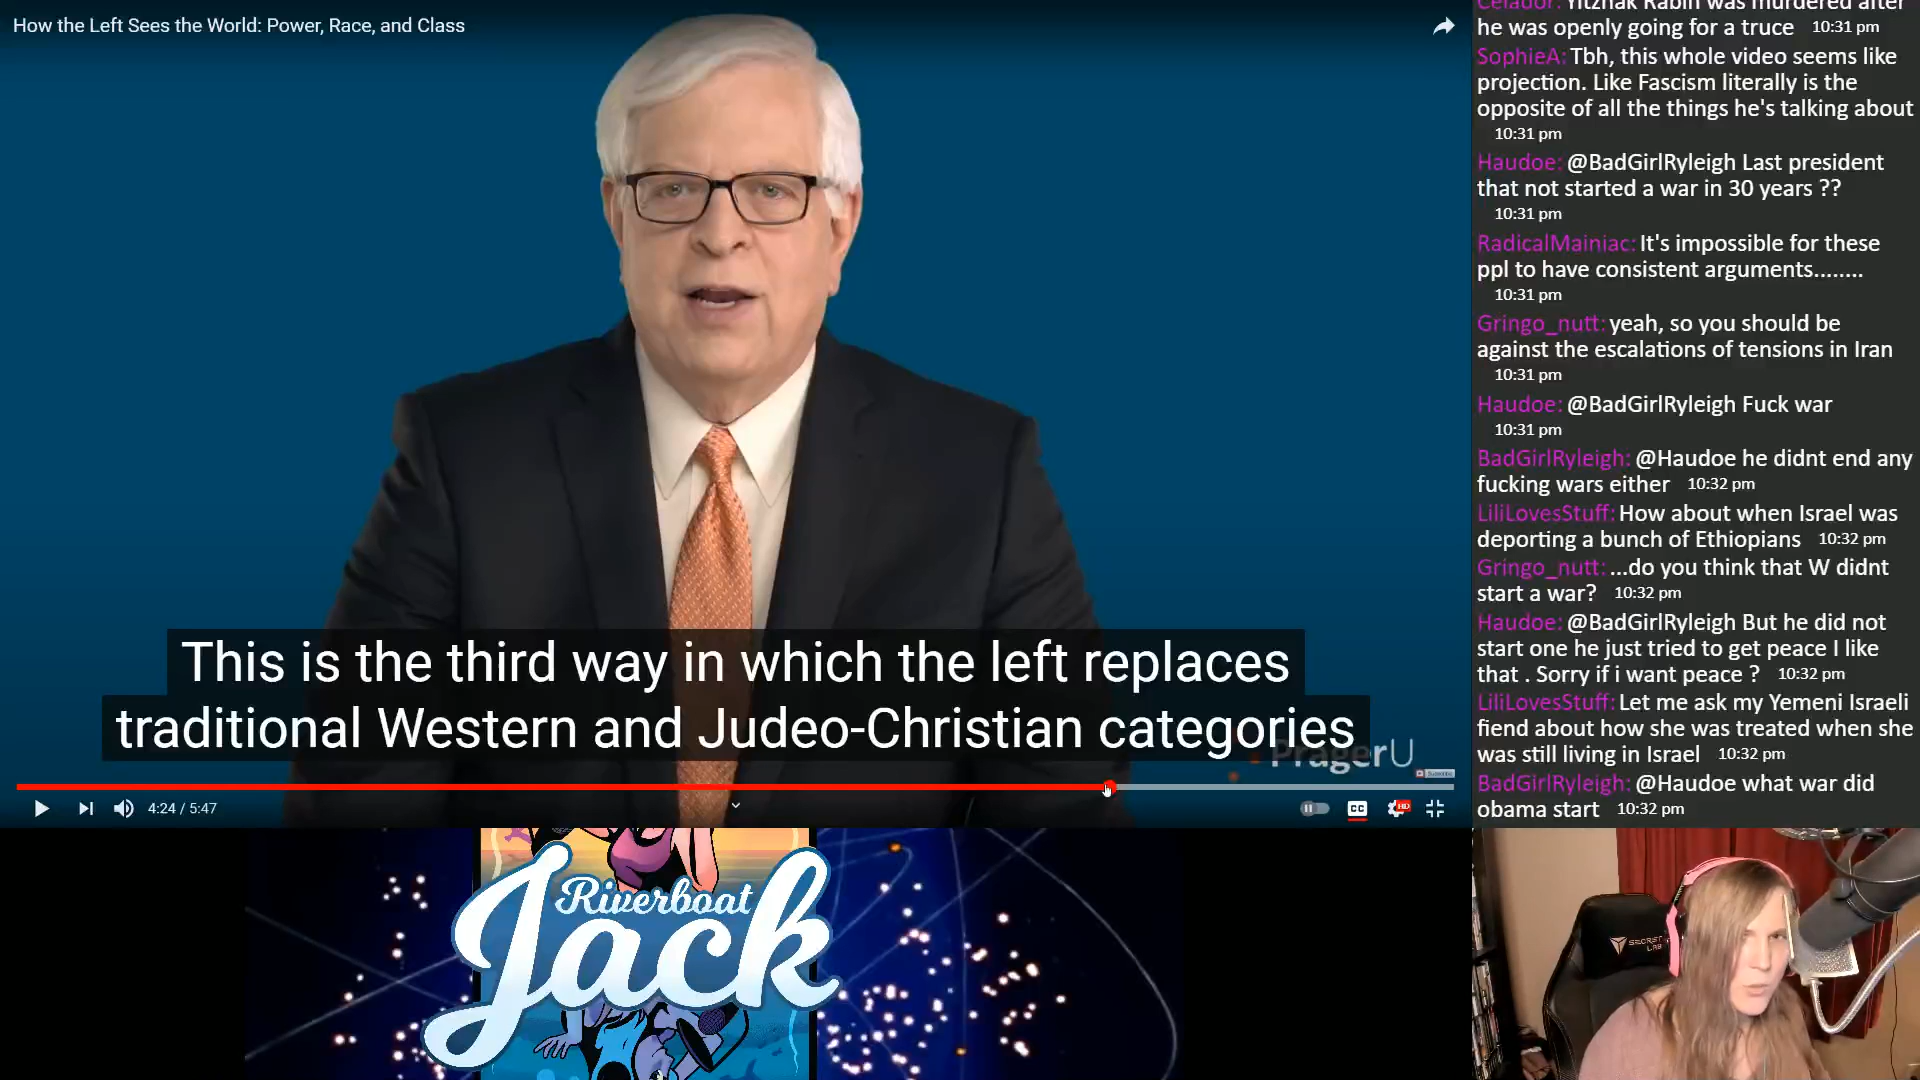 How the Left Sees the World: Power, Race, and Class
This is the third way in which the left replaces
traditional Western and Judeo-Christian categories
PragerU
4:24 / 5:47
CC
HD
Celador: Yitzhak Rabin was murdered after
he was openly going for a truce 10:31 pm
SophieA: Tbh, this whole video seems like
projection. Like Fascism literally is the
opposite of all the things he's talking about
10:31 pm
Haudoe: @BadGirlRyleigh Last president
that not started a war in 30 years ??
10:31 pm
RadicalMainiac: It's impossible for these
ppl to have consistent arguments........
10:31 pm
Gringo_nutt: yeah, so you should be
against the escalations of tensions in Iran
10:31 pm
Haudoe: @BadGirlRyleigh Fuck war
10:31 pm
BadGirlRyleigh: @Haudoe he didnt end any
fucking wars either 10:32 pm
LiliLovesStuff: How about when Israel was
deporting a bunch of Ethiopians 10:32 pm
Gringo_nutt: ...do you think that W didnt
start a war? 10:32 pm
Haudoe: @BadGirlRyleigh But he did not
start one he just tried to get peace I like
that . Sorry if i want peace ? 10:32 pm
LiliLovesStuff: Let me ask my Yemeni Israeli
fiend about how she was treated when she
was still living in Israel 10:32 pm
BadGirlRyleigh: @Haudoe what war did
obama start 10:32 pm
Riverboat
Jack
SECRET
LAB